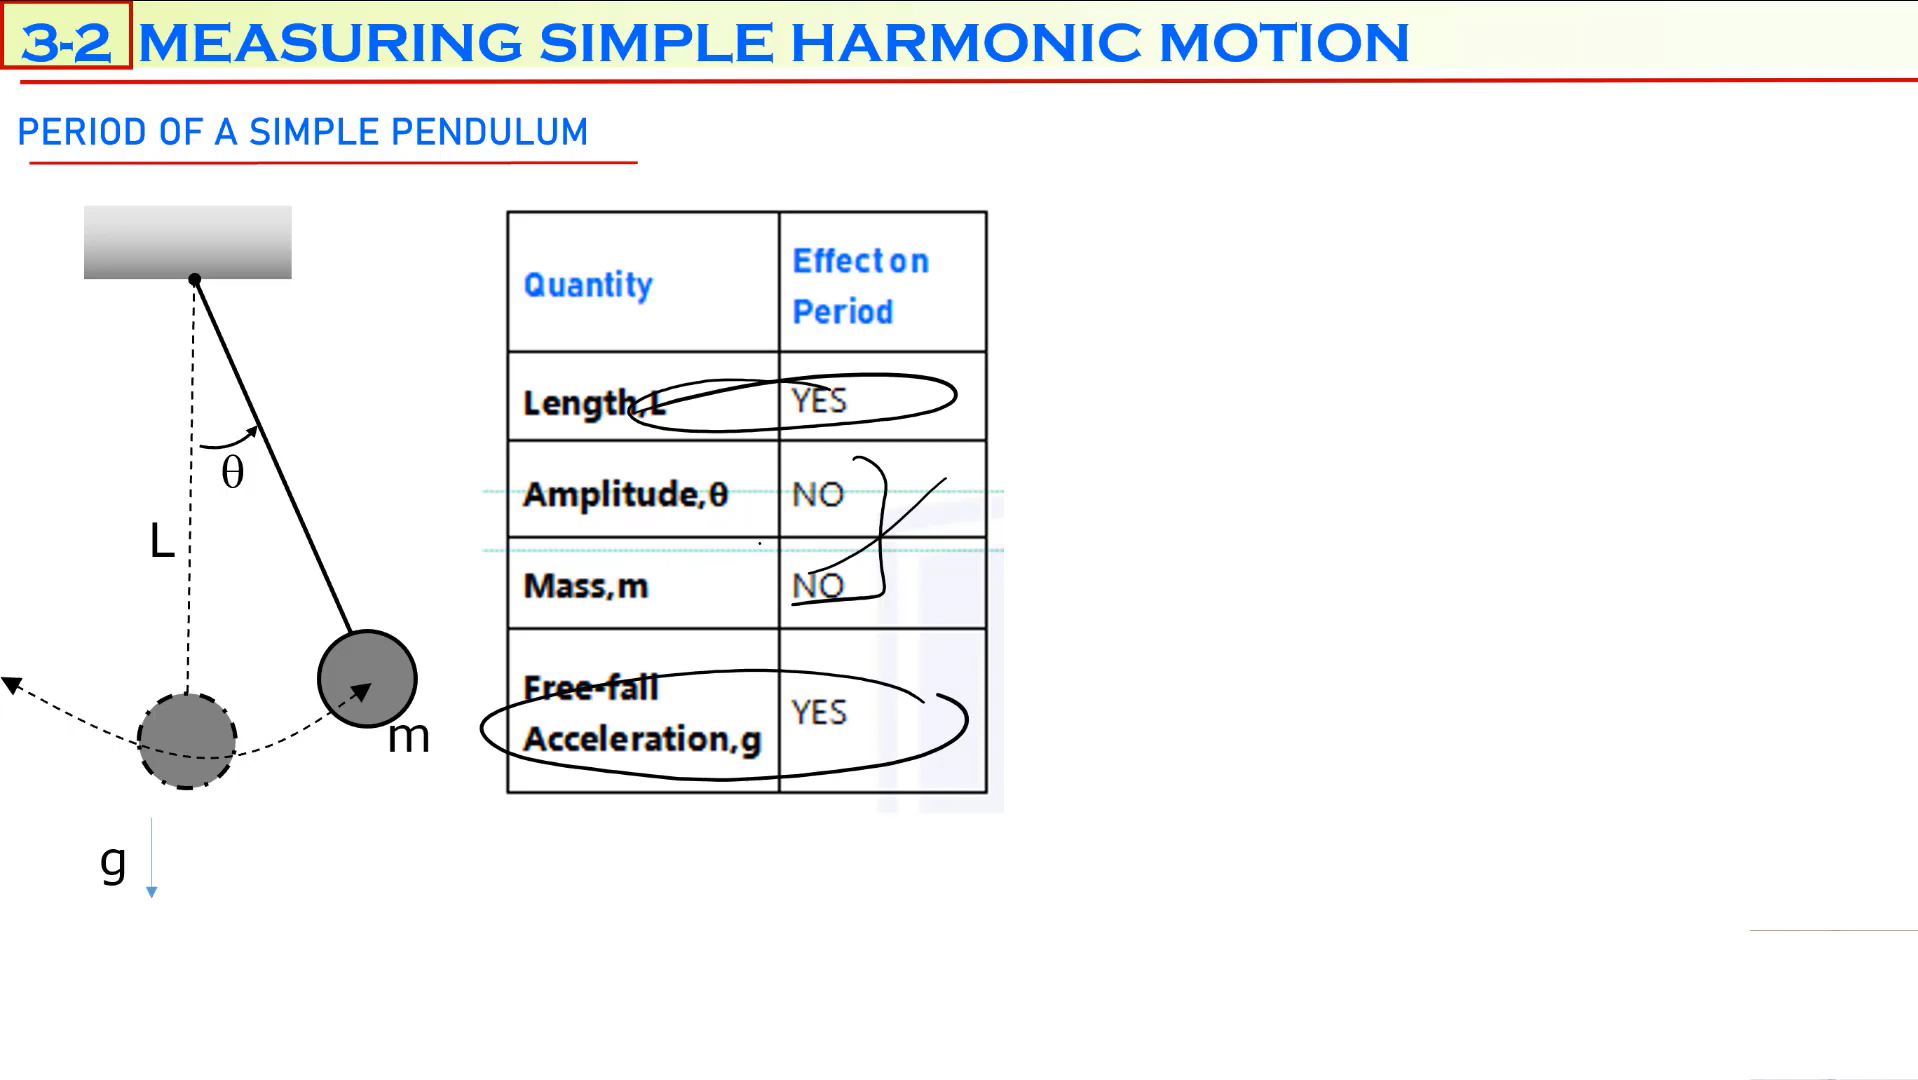 3-2 MEASURING SIMPLE HARMONIC MOTION
PERIOD OF A SIMPLE PENDULUM
θ
L
m
g
Quantity
Effect on
Period
Length,L
YES
Amplitude,θ
NO
Mass,m
NO
Free-fall
Acceleration,g
YES